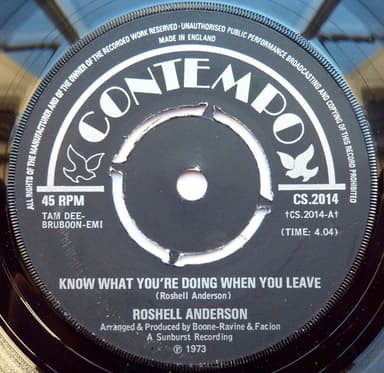 ALL RIGHTS OF THE MANUFACTURER AND OF THE OWNER OF THE RECORDED WORK RESERVED · UNAUTHORISED PUBLIC PERFORMANCE BROADCASTING AND COPYING OF THIS RECORD PROHIBITED
MADE IN ENGLAND
CONTEMPO
45 RPM
CS.2014
TAM DEE-
BRUBOON-EMI
†CS.2014-A†
(TIME: 4.04)
KNOW WHAT YOU'RE DOING WHEN YOU LEAVE
(Roshell Anderson)
ROSHELL ANDERSON
Arranged & Produced by Boone-Ravine & Facion
A Sunburst Recording
℗ 1973